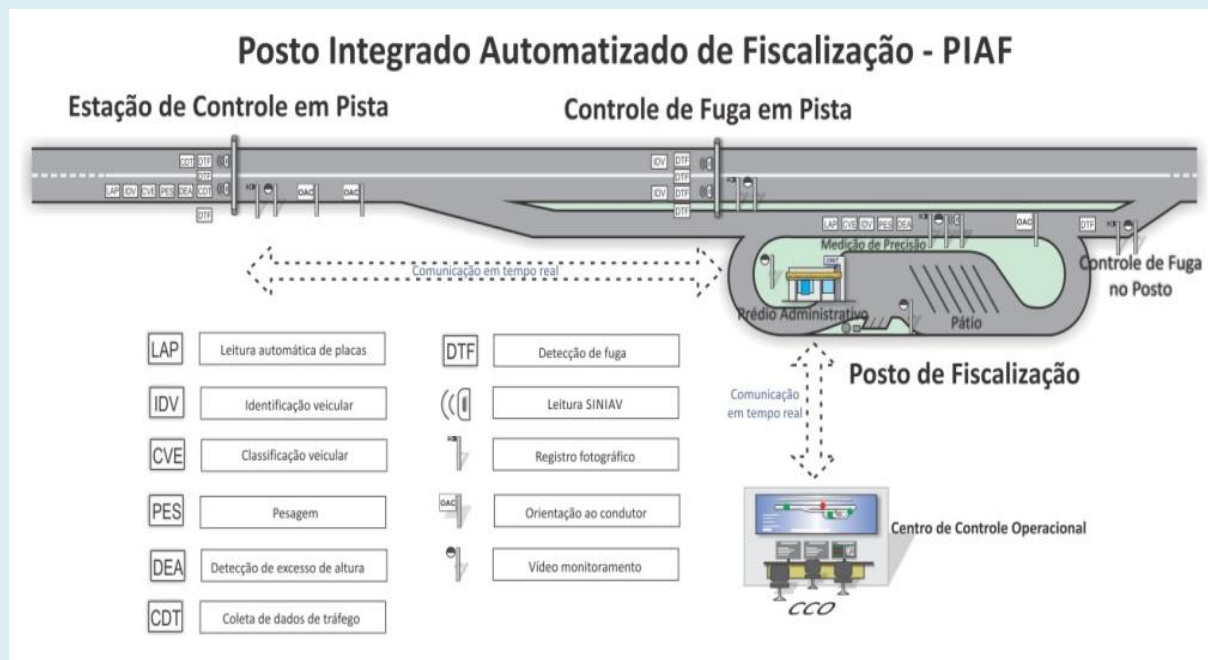 Posto Integrado Automatizado de Fiscalização - PIAF
Estação de Controle em Pista
Controle de Fuga em Pista
CDT DTF
DTF
LAP IDV CVE PES DEA CDT
OAC
OAC
DTF
IDV DTF
DTF
IDV DTF
DTF
LAP CVE IDV PES DEA
OAC
DTF
Medição de Precisão
Controle de Fuga
no Posto
Comunicação em tempo real
Prédio Administrativo
Pátio
Posto de Fiscalização
Comunicação
em tempo real
LAP Leitura automática de placas
IDV Identificação veicular
CVE Classificação veicular
PES Pesagem
DEA Detecção de excesso de altura
CDT Coleta de dados de tráfego
DTF Detecção de fuga
Leitura SINIAV
Registro fotográfico
OAC Orientação ao condutor
Vídeo monitoramento
Centro de Controle Operacional
CCO